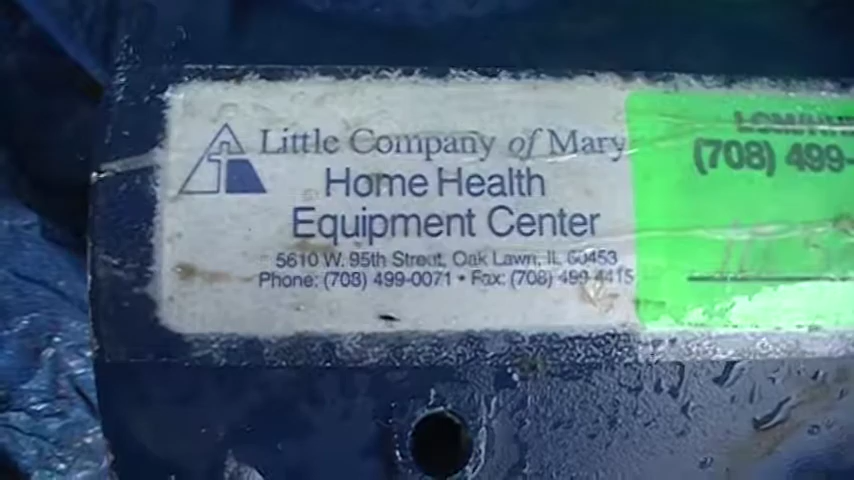 Little Company of Mary
Home Health
Equipment Center
5610 W. 95th Street, Oak Lawn, IL 60453
Phone: (708) 499-0071 • Fax: (708) 499-4415
(708) 499-